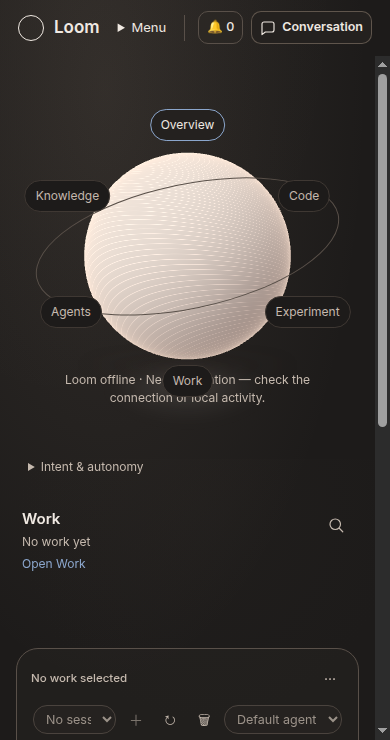 Loom
Menu
0
Conversation
Overview
Knowledge
Code
Agents
Experiment
Work
Loom offline · Ne tion — check the
connection or local activity.
Intent & autonomy
Work
No work yet
Open Work
No work selected
No sess
Default agent